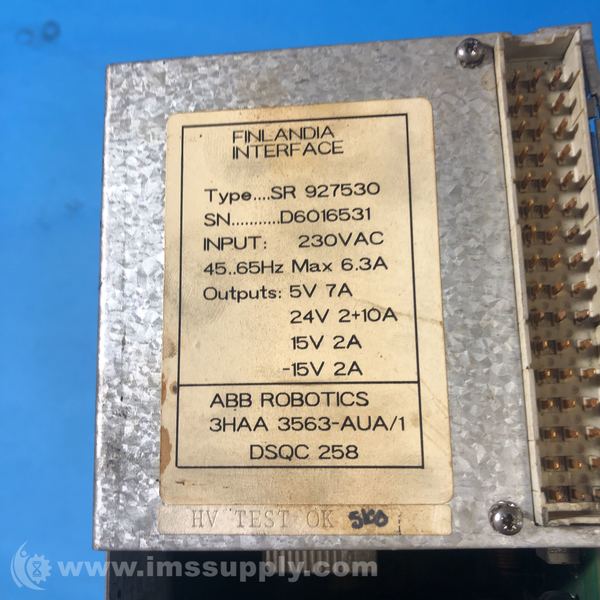 FINLANDIA
INTERFACE
Type....SR 927530
SN...........D6016531
INPUT: 230VAC
45..65Hz Max 6.3A
Outputs: 5V 7A
24V 2+10A
15V 2A
-15V 2A
ABB ROBOTICS
3HAA 3563-AUA/1
DSQC 258
HV TEST OK
www.imssupply.com